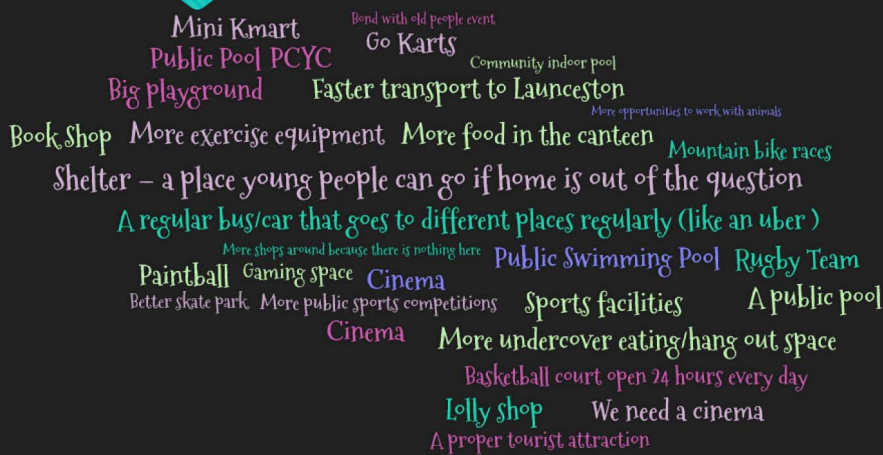 Mini Kmart
Bond with old people event
Go Karts
Public Pool PCYC
Community indoor pool
Big playground
Faster transport to Launceston
More opportunities to work with animals
Book Shop
More exercise equipment
More food in the canteen
Mountain bike races
Shelter – a place young people can go if home is out of the question
A regular bus/car that goes to different places regularly (like an uber )
More shops around because there is nothing here
Public Swimming Pool
Rugby Team
Paintball
Gaming space
Cinema
Better skate park
More public sports competitions
Sports facilities
A public pool
Cinema
More undercover eating/hang out space
Basketball court open 24 hours every day
Lolly shop
We need a cinema
A proper tourist attraction